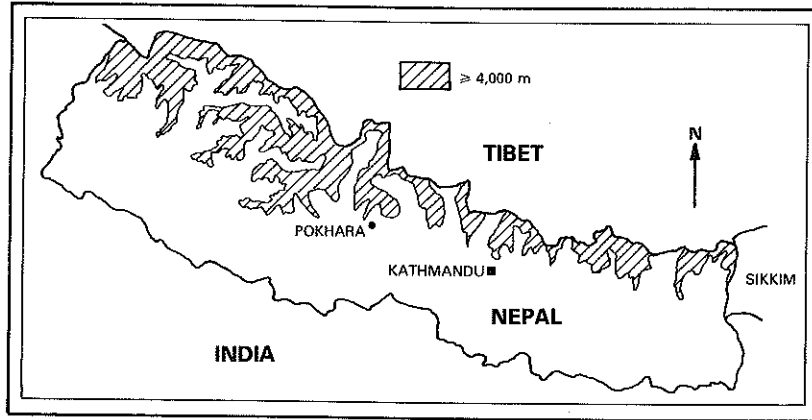 ≥ 4,000 m
N
TIBET
POKHARA
KATHMANDU
SIKKIM
NEPAL
INDIA